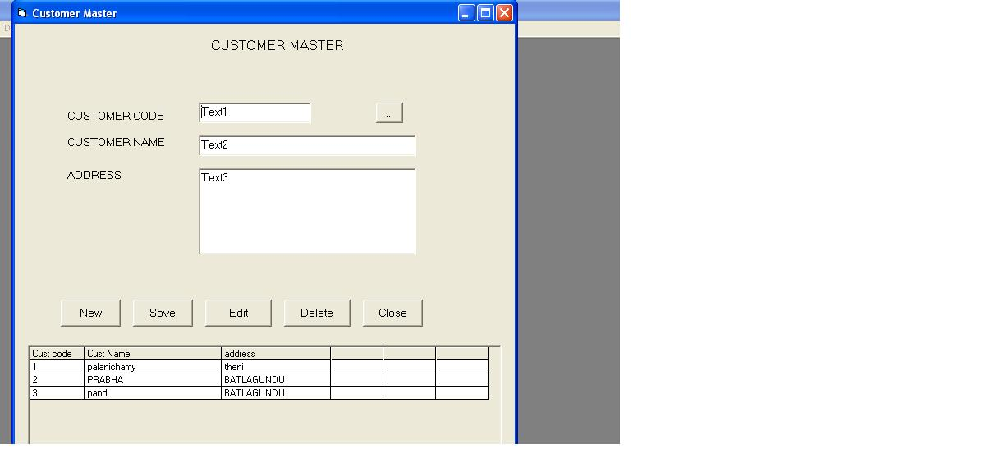 Customer Master
CUSTOMER MASTER
CUSTOMER CODE Text1 ...
CUSTOMER NAME Text2
ADDRESS Text3
New Save Edit Delete Close
Cust code Cust Name address
1 palanichamy theni
2 PRABHA BATLAGUNDU
3 pandi BATLAGUNDU